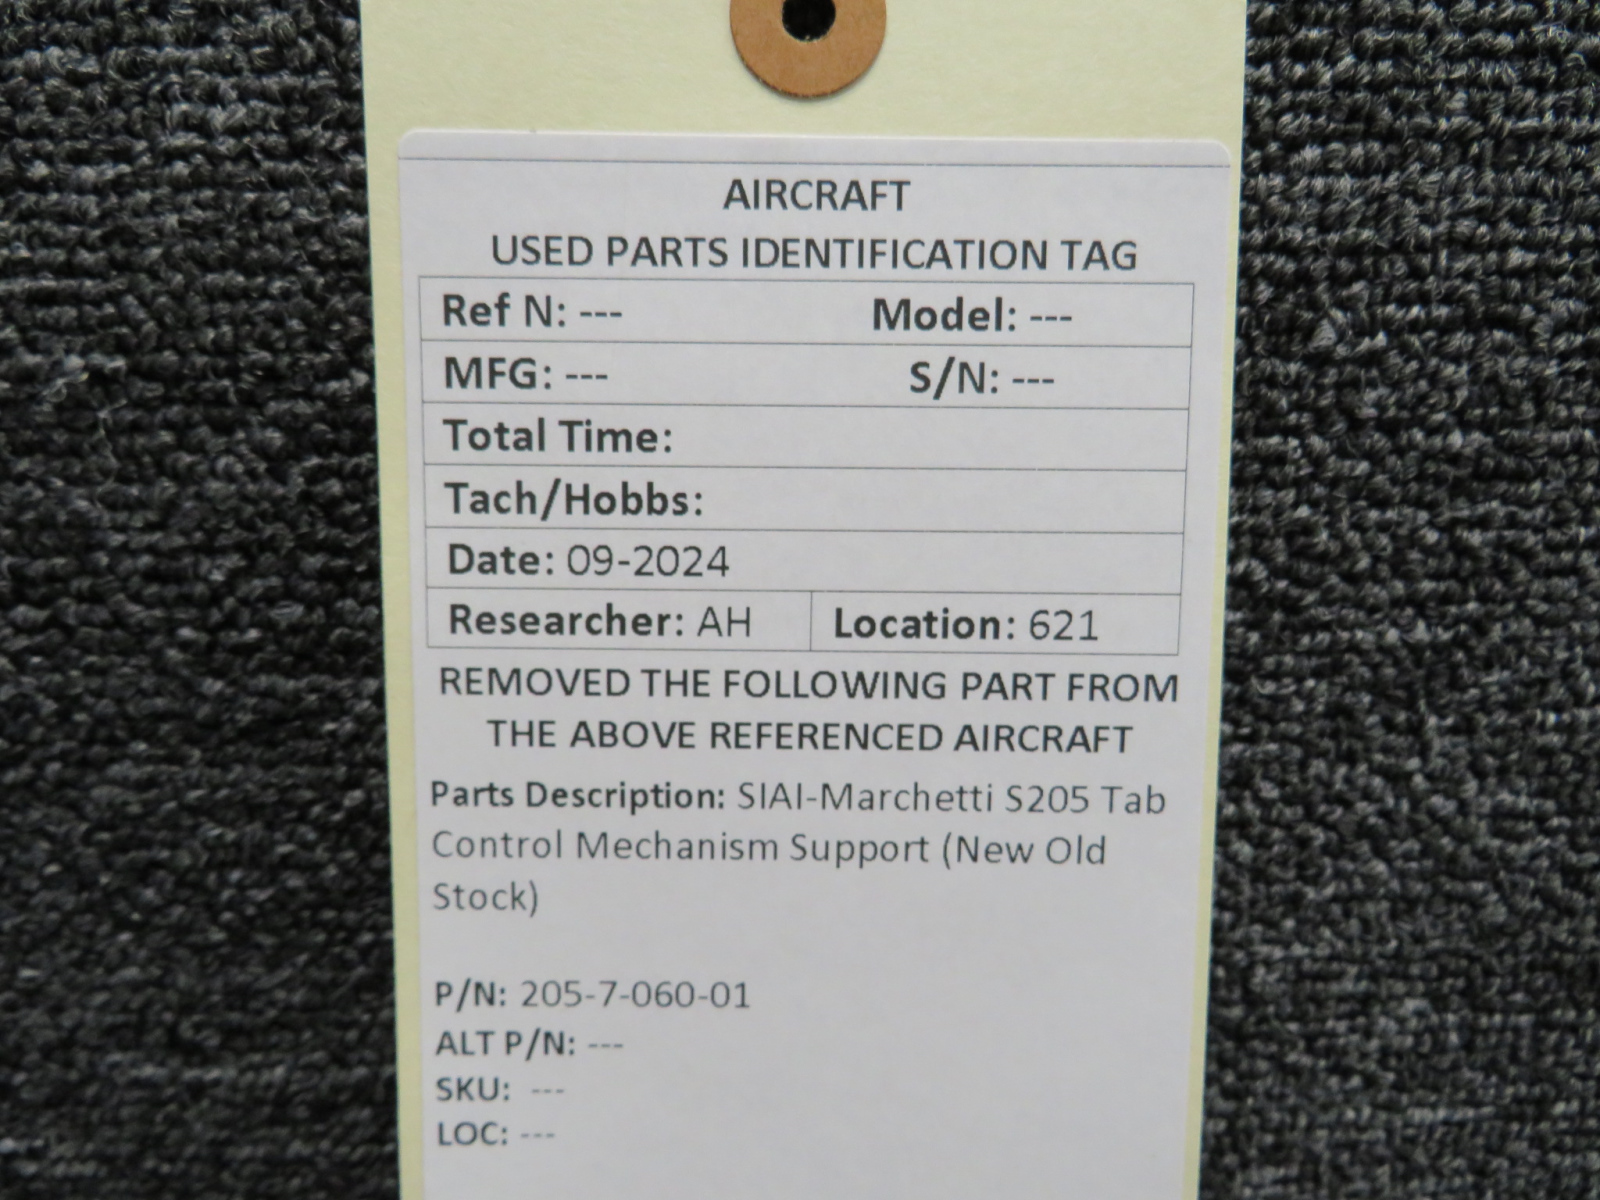 AIRCRAFT
USED PARTS IDENTIFICATION TAG
Ref N: --- Model: ---
MFG: --- S/N: ---
Total Time:
Tach/Hobbs:
Date: 09-2024
Researcher: AH Location: 621
REMOVED THE FOLLOWING PART FROM
THE ABOVE REFERENCED AIRCRAFT
Parts Description: SIAI-Marchetti S205 Tab
Control Mechanism Support (New Old
Stock)
P/N: 205-7-060-01
ALT P/N: ---
SKU: ---
LOC: ---